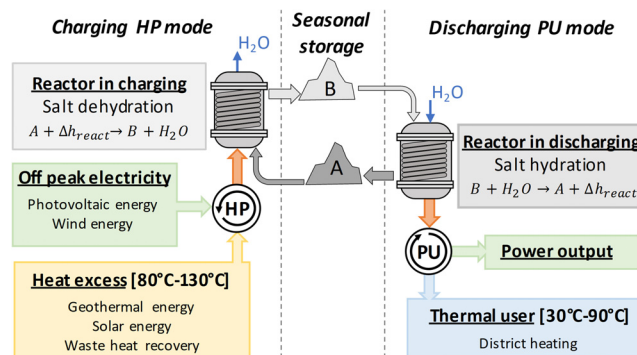 Charging HP mode
Seasonal
storage
Discharging PU mode
H₂O
Reactor in charging
Salt dehydration
A + Δh_react → B + H₂O
B
H₂O
Reactor in discharging
Salt hydration
B + H₂O → A + Δh_react
A
Off peak electricity
Photovoltaic energy
Wind energy
HP
PU
Power output
Heat excess [80°C-130°C]
Geothermal energy
Solar energy
Waste heat recovery
Thermal user [30°C-90°C]
District heating